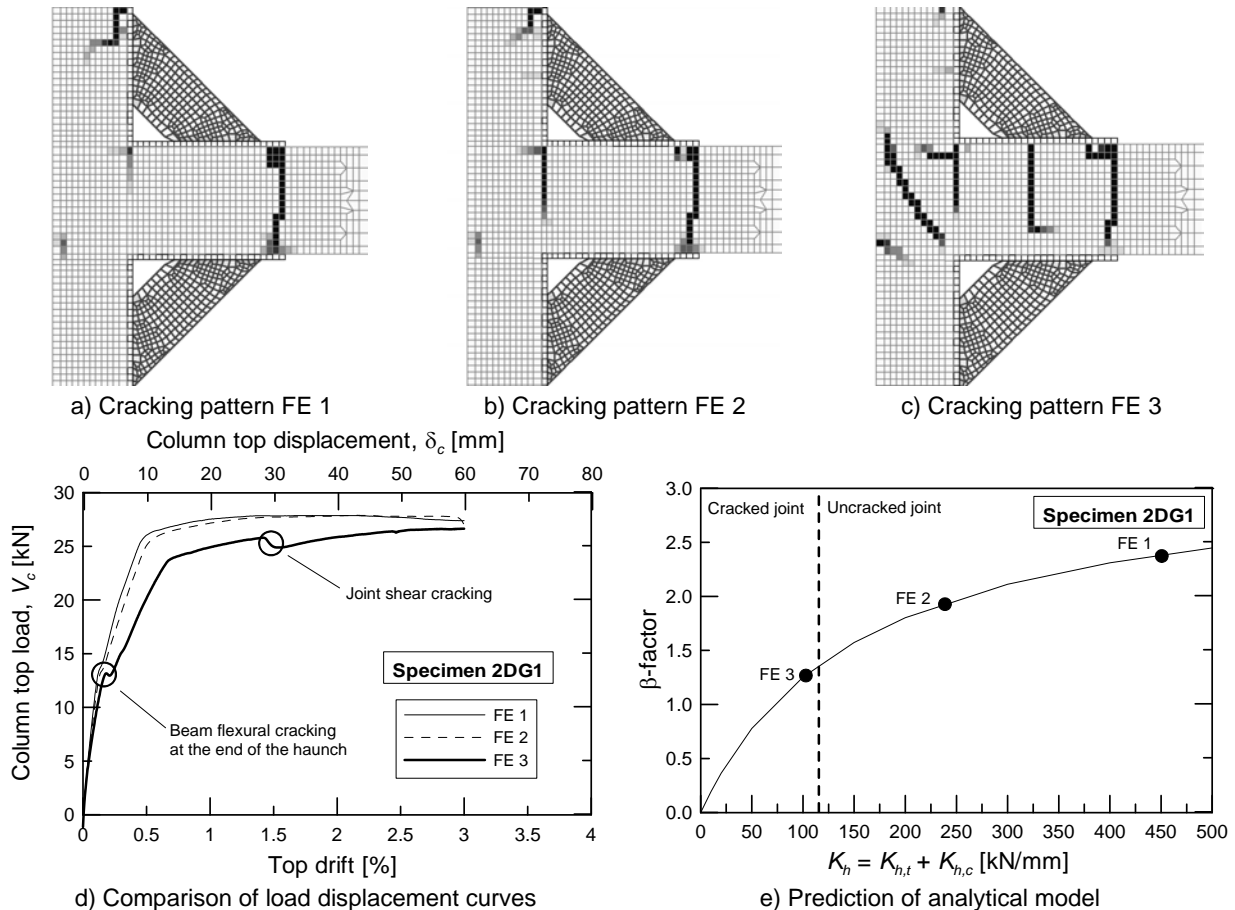 a) Cracking pattern FE 1
b) Cracking pattern FE 2
c) Cracking pattern FE 3
Column top displacement, δc [mm]
0 10 20 30 40 50 60 70 80
30
25
20
15
10
5
0
Column top load, Vc [kN]
Joint shear cracking
Specimen 2DG1
Beam flexural cracking
at the end of the haunch
FE 1
FE 2
FE 3
0 0.5 1 1.5 2 2.5 3 3.5 4
Top drift [%]
d) Comparison of load displacement curves
3.0
2.5
2.0
1.5
1.0
0.5
0.0
β-factor
Cracked joint
Uncracked joint
Specimen 2DG1
FE 1
FE 2
FE 3
0 50 100 150 200 250 300 350 400 450 500
Kh = Kh,t + Kh,c [kN/mm]
e) Prediction of analytical model